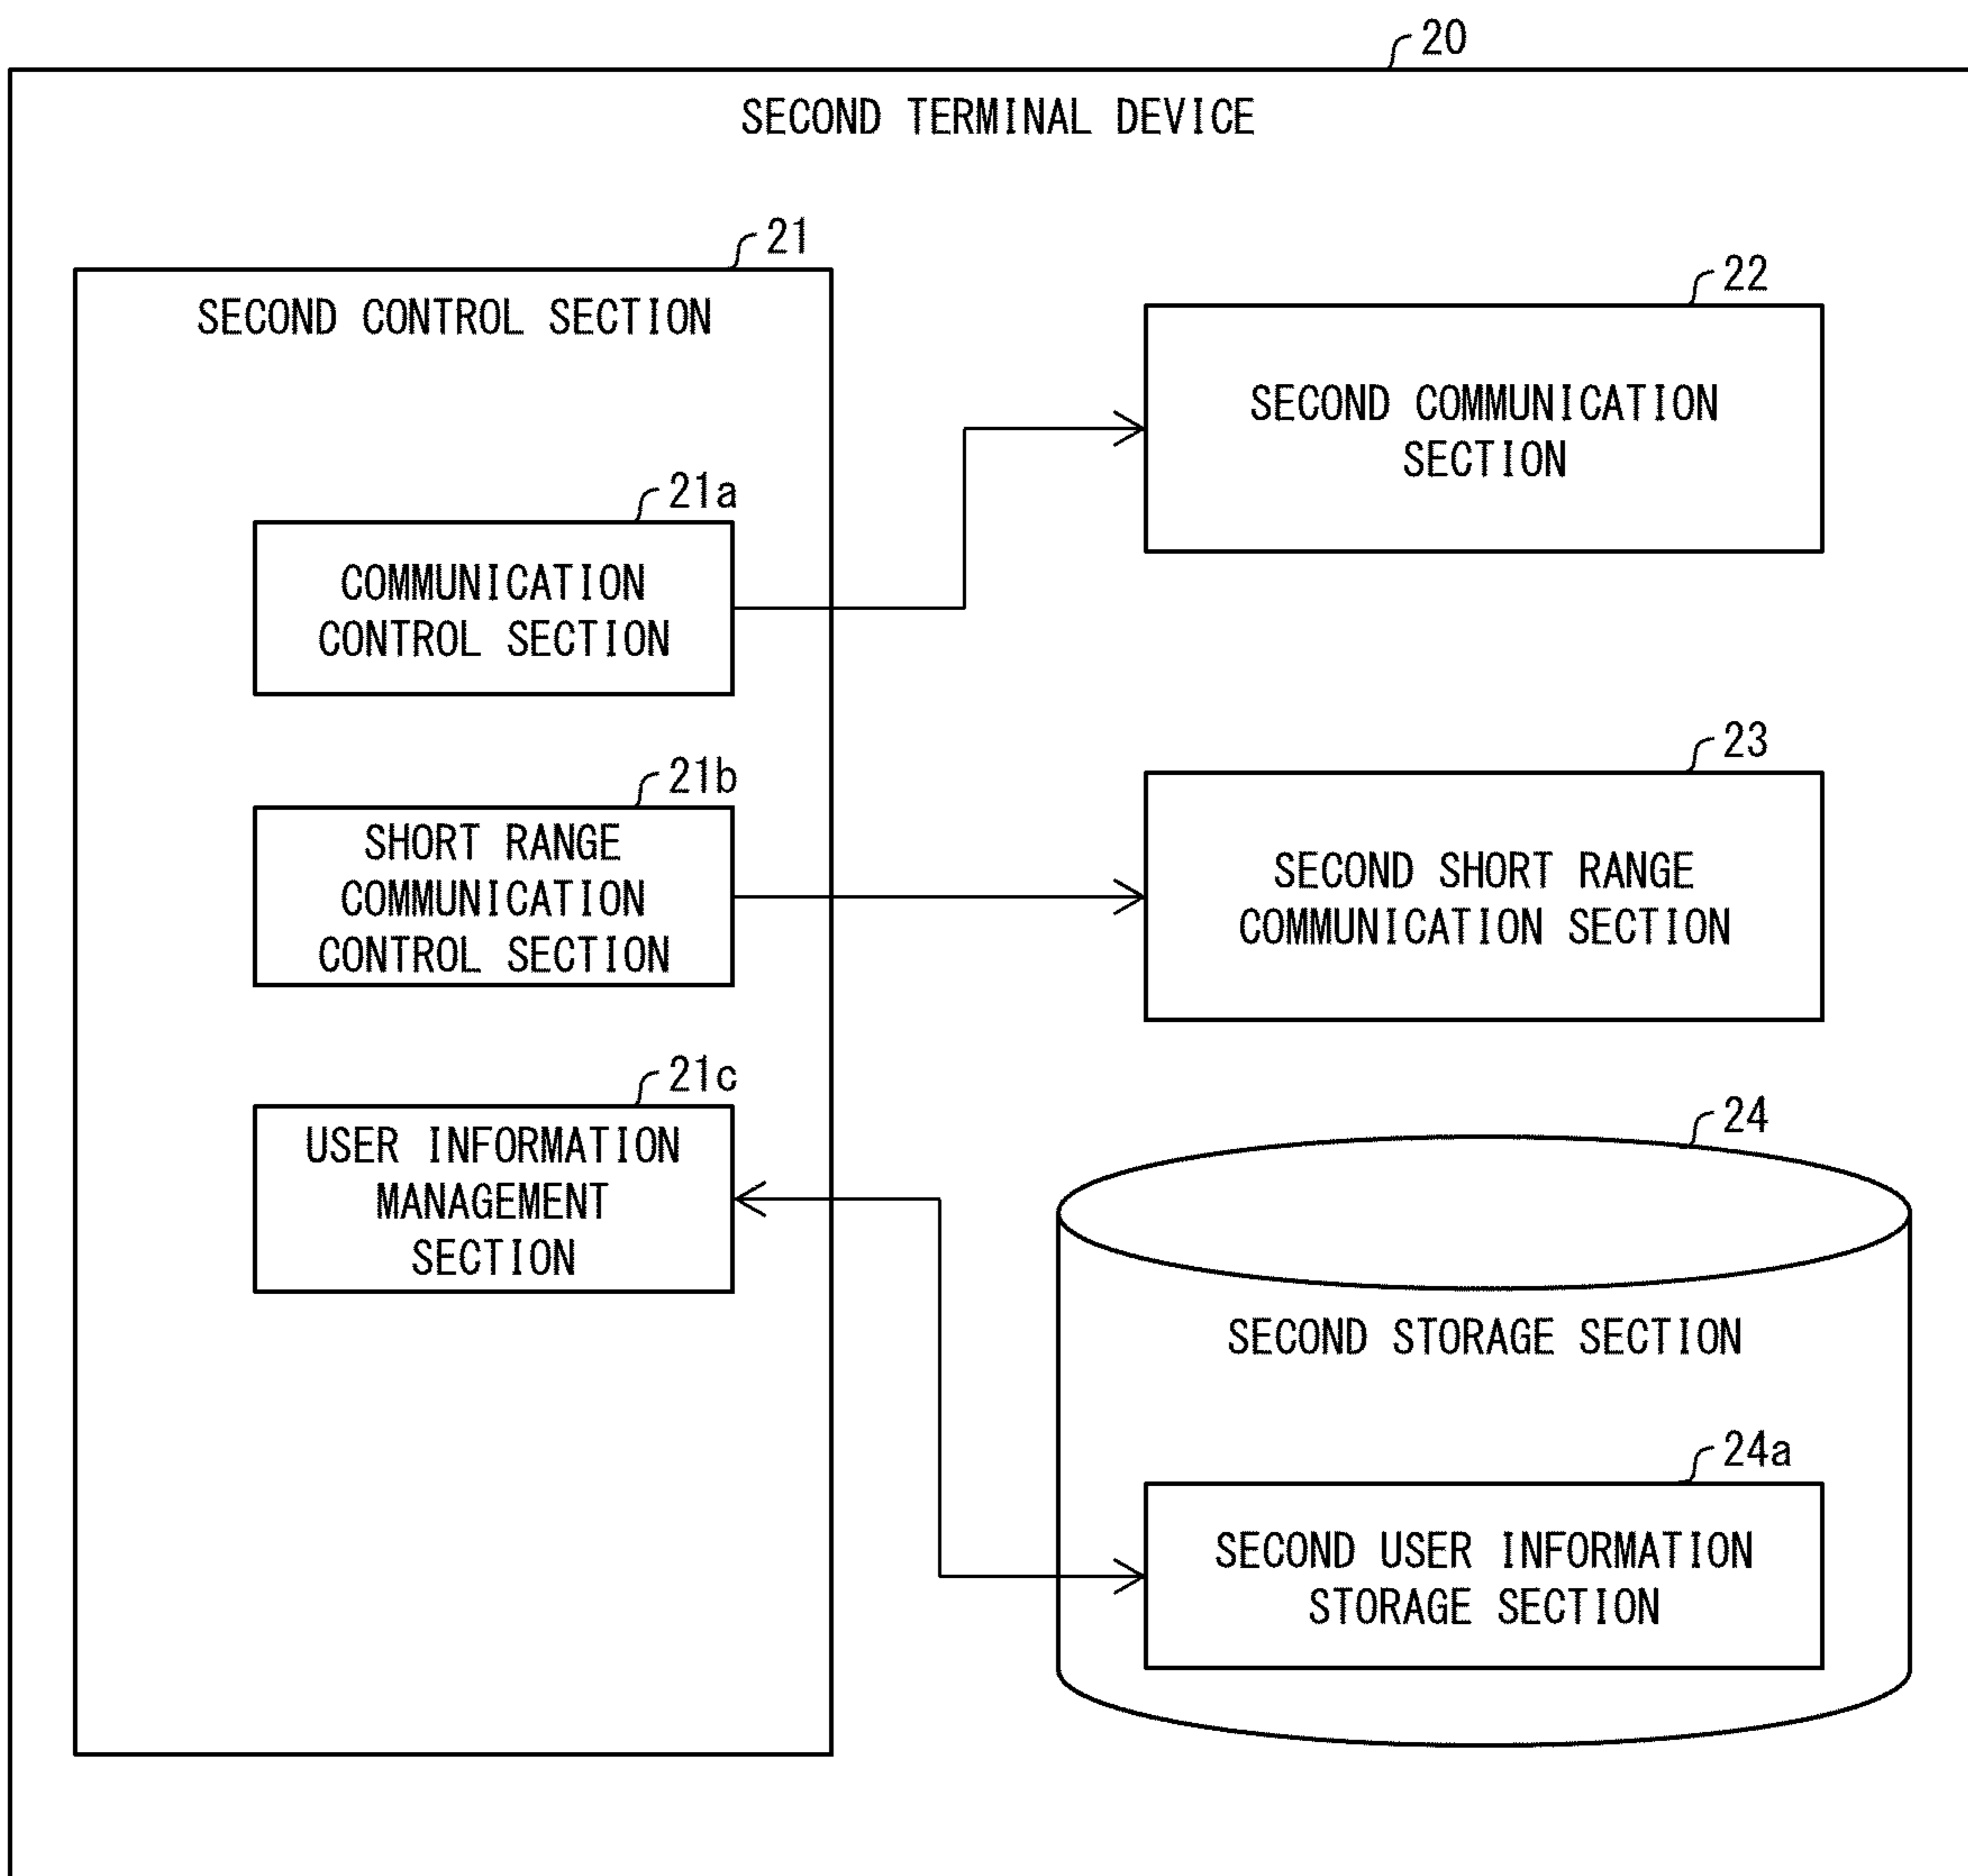 20
SECOND TERMINAL DEVICE
21
SECOND CONTROL SECTION
21a
COMMUNICATION
CONTROL SECTION
21b
SHORT RANGE
COMMUNICATION
CONTROL SECTION
21c
USER INFORMATION
MANAGEMENT
SECTION
22
SECOND COMMUNICATION
SECTION
23
SECOND SHORT RANGE
COMMUNICATION SECTION
24
SECOND STORAGE SECTION
24a
SECOND USER INFORMATION
STORAGE SECTION